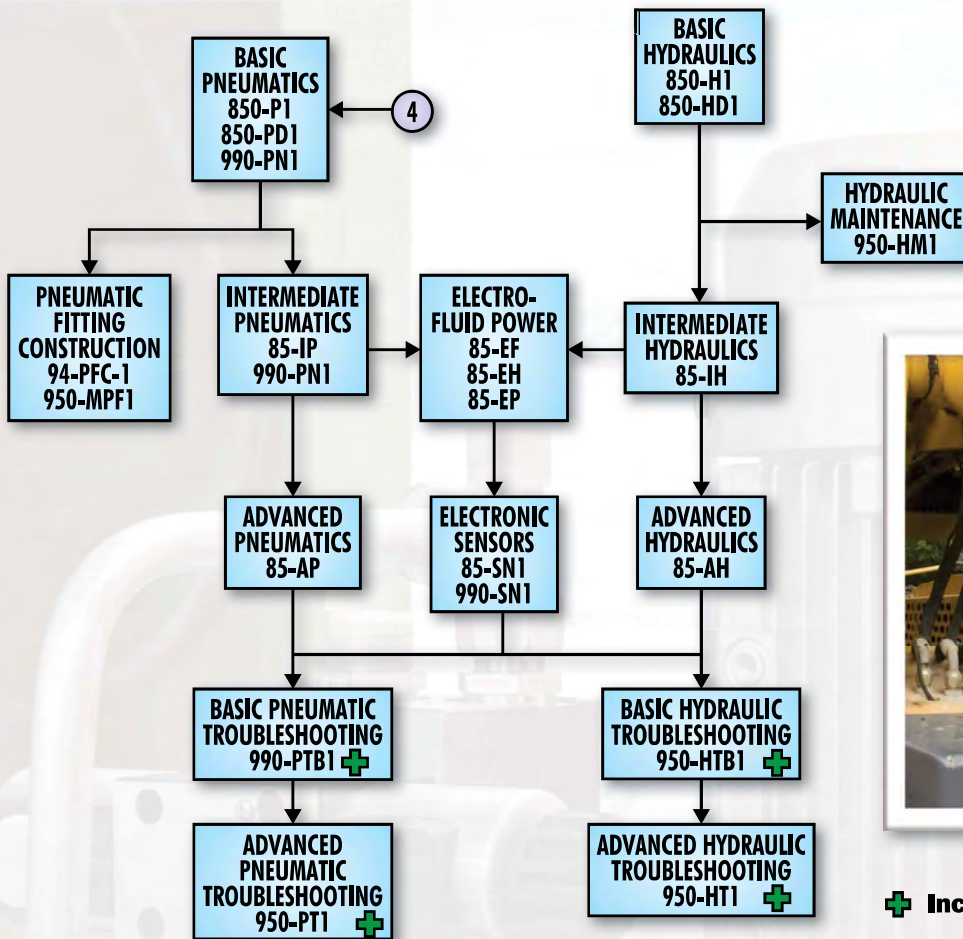 BASIC
PNEUMATICS
850-P1
850-PD1
990-PN1
4
BASIC
HYDRAULICS
850-H1
850-HD1
HYDRAULIC
MAINTENANCE
950-HM1
PNEUMATIC
FITTING
CONSTRUCTION
94-PFC-1
950-MPF1
INTERMEDIATE
PNEUMATICS
85-IP
990-PN1
ELECTRO-
FLUID POWER
85-EF
85-EH
85-EP
INTERMEDIATE
HYDRAULICS
85-IH
ADVANCED
PNEUMATICS
85-AP
ELECTRONIC
SENSORS
85-SN1
990-SN1
ADVANCED
HYDRAULICS
85-AH
BASIC PNEUMATIC
TROUBLESHOOTING
990-PTB1
BASIC HYDRAULIC
TROUBLESHOOTING
950-HTB1
ADVANCED
PNEUMATIC
TROUBLESHOOTING
950-PT1
ADVANCED HYDRAULIC
TROUBLESHOOTING
950-HT1